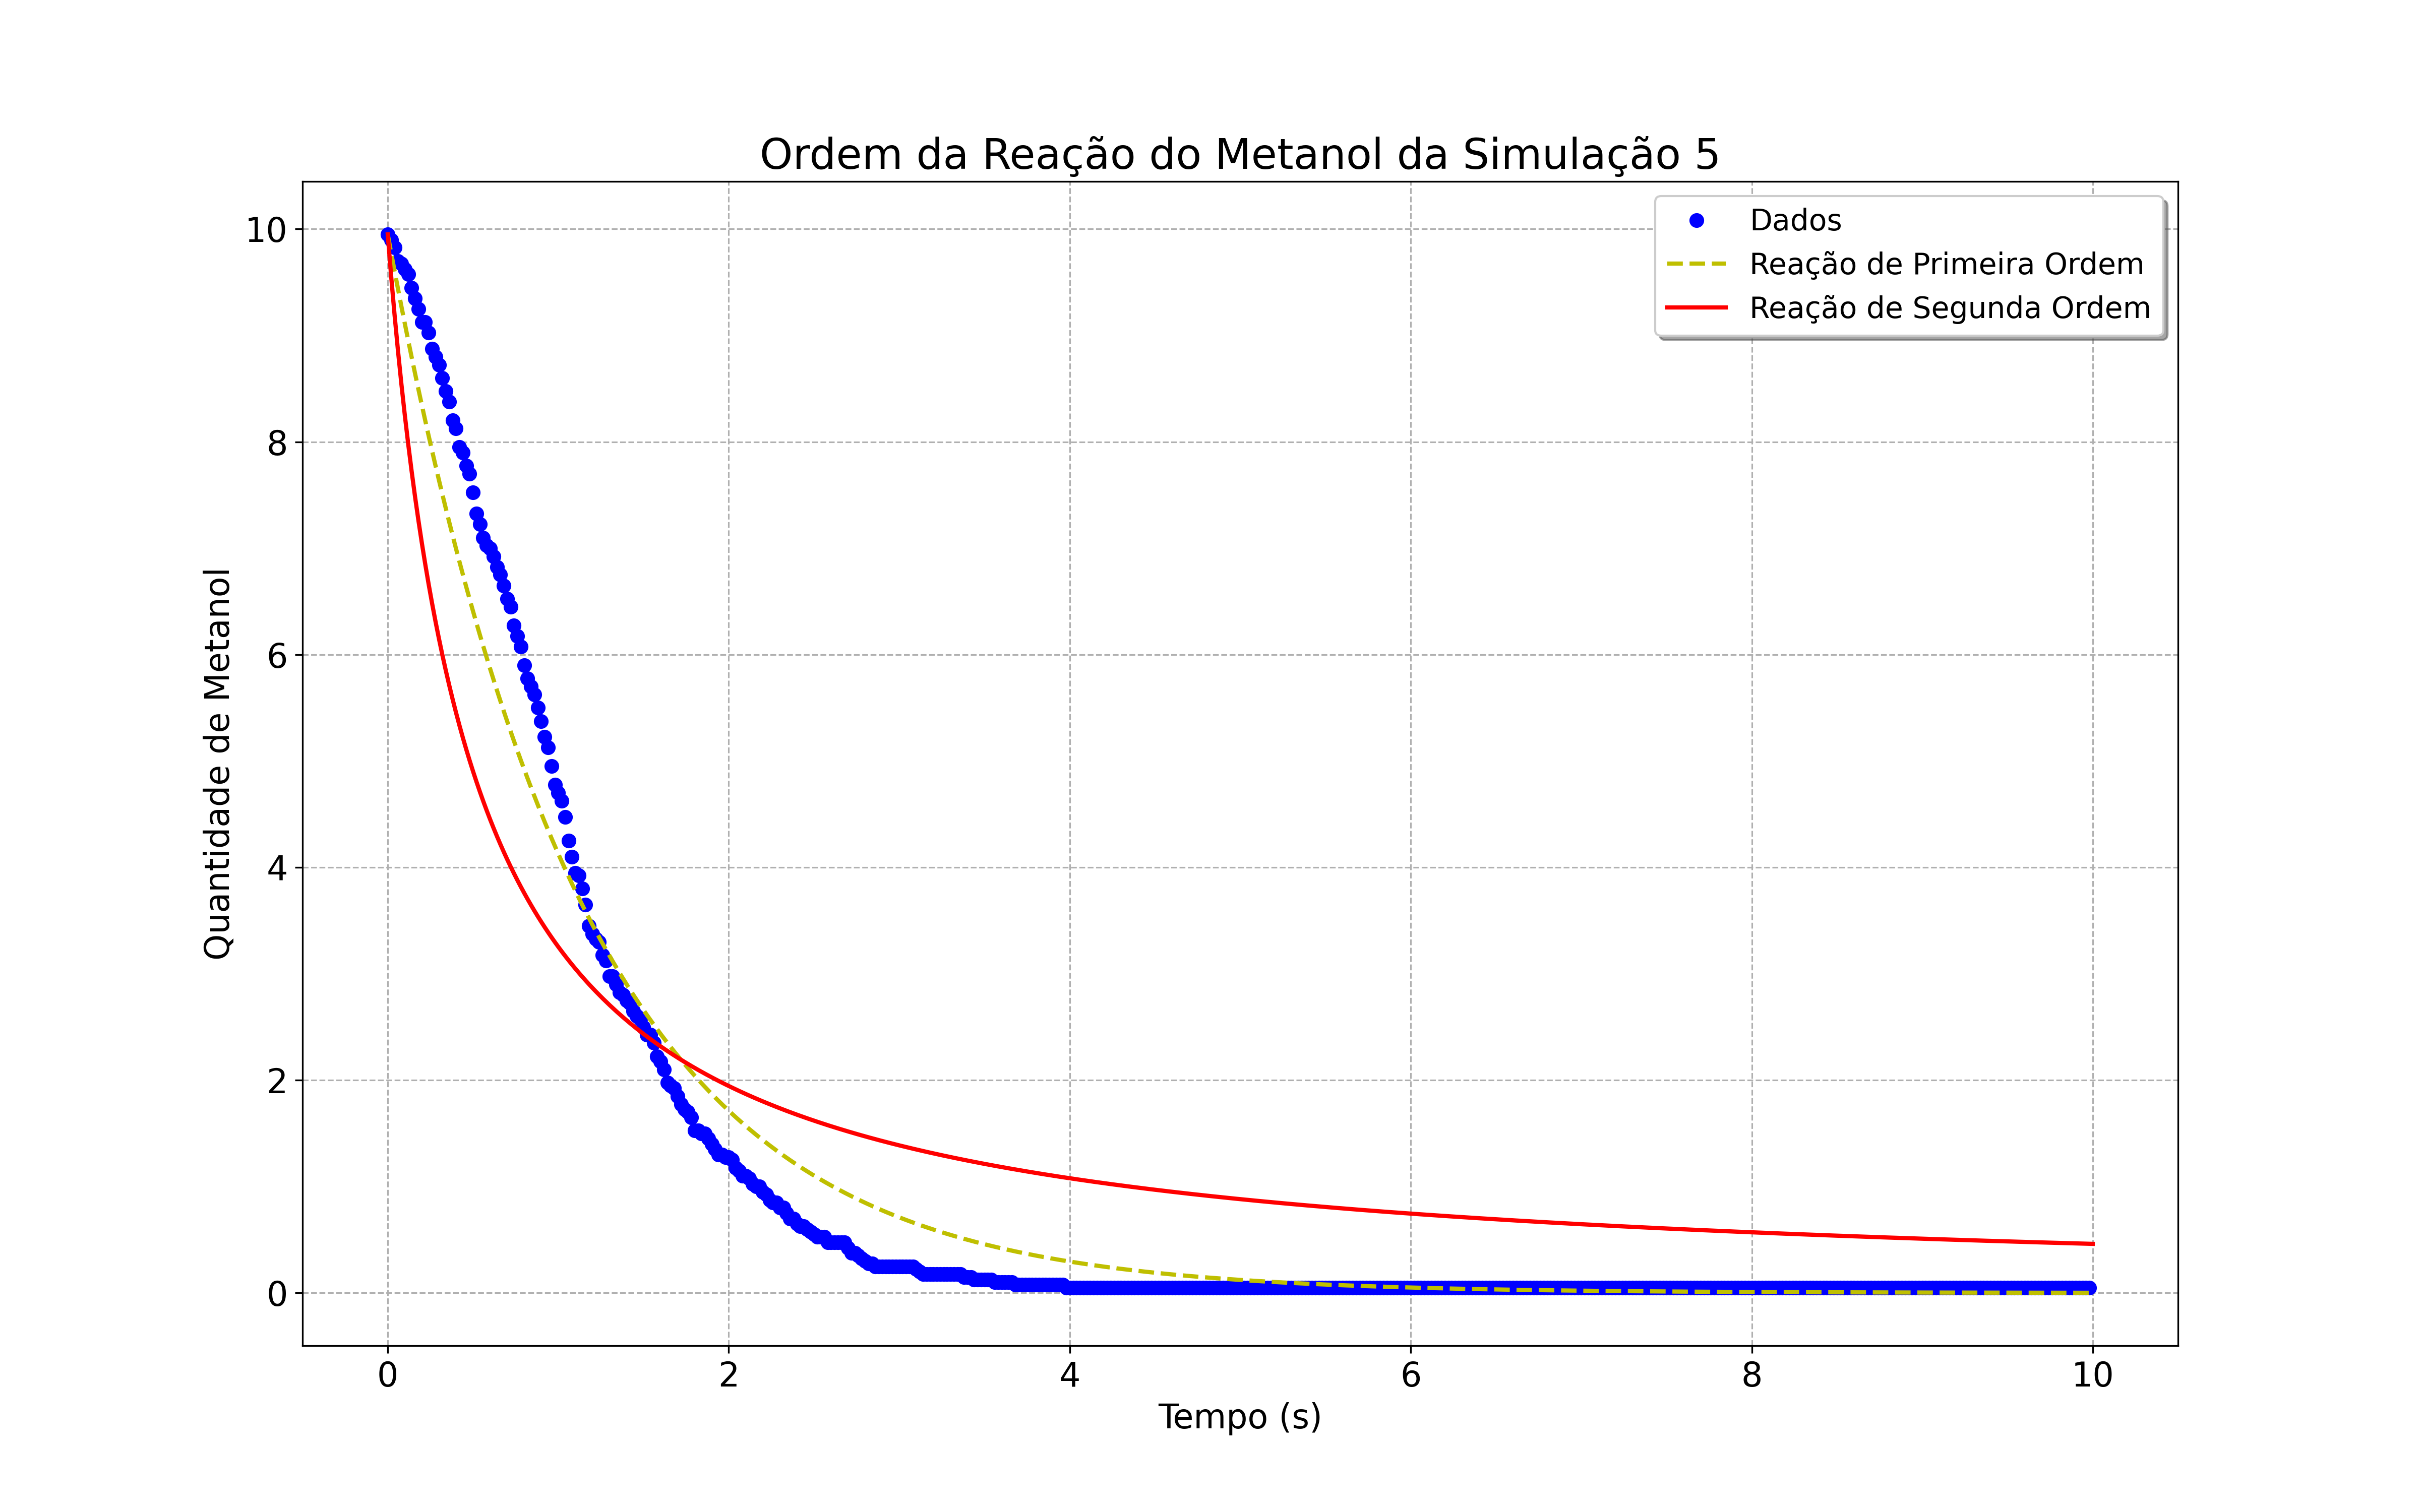 Ordem da Reação do Metanol da Simulação 5
Dados
Reação de Primeira Ordem
Reação de Segunda Ordem
Quantidade de Metanol
10
8
6
4
2
0
0 2 4 6 8 10
Tempo (s)